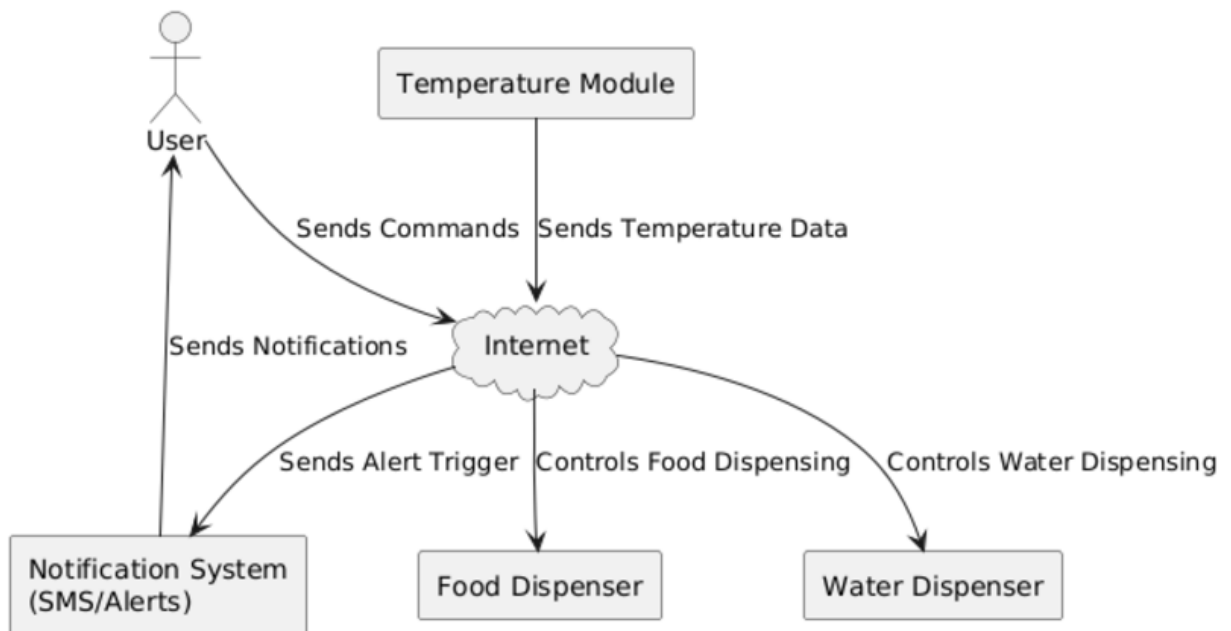 Temperature Module
User
Sends Commands
Sends Temperature Data
Sends Notifications
Internet
Sends Alert Trigger
Controls Food Dispensing
Controls Water Dispensing
Notification System
(SMS/Alerts)
Food Dispenser
Water Dispenser